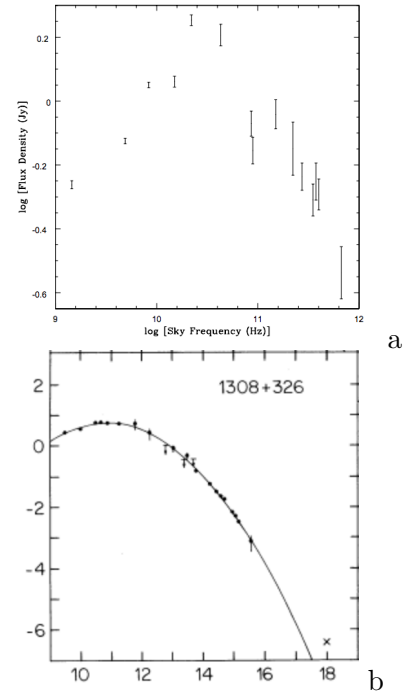 0.2
0
-0.2
-0.4
-0.6
log [Flux Density (Jy)]
9 10 11 12
log [Sky Frequency (Hz)]
a
1308+326
2
0
-2
-4
-6
10 12 14 16 18
b